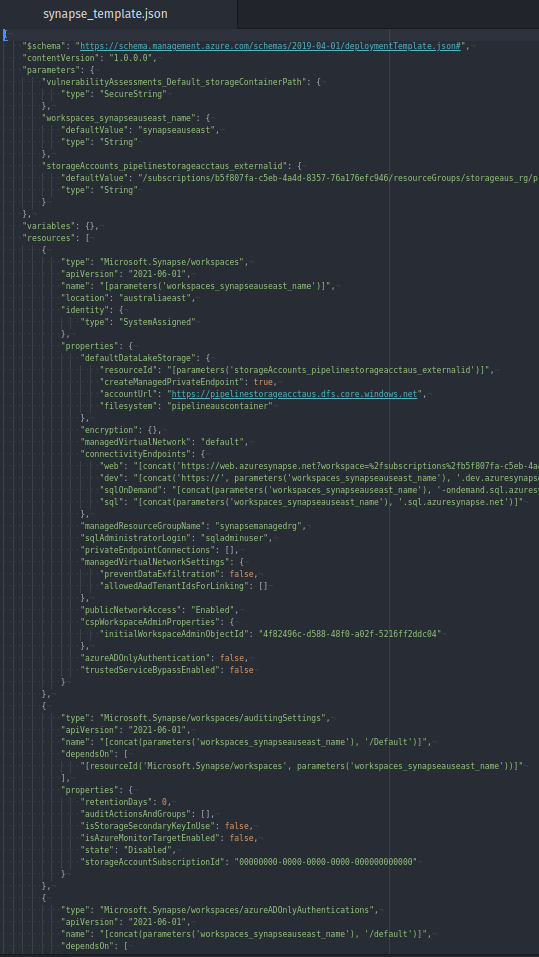 synapse_template.json
{
"$schema": "https://schema.management.azure.com/schemas/2019-04-01/deploymentTemplate.json#",
"contentVersion": "1.0.0.0",
"parameters": {
"vulnerabilityAssessments_Default_storageContainerPath": {
"type": "SecureString"
},
"workspaces_synapseauseast_name": {
"defaultValue": "synapseauseast",
"type": "String"
},
"storageAccounts_pipelinestorageacctaus_externalid": {
"defaultValue": "/subscriptions/b5f807fa-c5eb-4a4d-8357-76a176efc946/resourceGroups/storageaus_rg/p
"type": "String"
}
},
"variables": {},
"resources": [
{
"type": "Microsoft.Synapse/workspaces",
"apiVersion": "2021-06-01",
"name": "[parameters('workspaces_synapseauseast_name')]",
"location": "australiaeast",
"identity": {
"type": "SystemAssigned"
},
"properties": {
"defaultDataLakeStorage": {
"resourceId": "[parameters('storageAccounts_pipelinestorageacctaus_externalid')]",
"createManagedPrivateEndpoint": true,
"accountUrl": "https://pipelinestorageacctaus.dfs.core.windows.net",
"filesystem": "pipelineauscontainer"
},
"encryption": {},
"managedVirtualNetwork": "default",
"connectivityEndpoints": {
"web": "[concat('https://web.azuresynapse.net?workspace=%2fsubscriptions%2fb5f807fa-c5eb-4a
"dev": "[concat('https://', parameters('workspaces_synapseauseast_name'), '.dev.azuresynaps
"sqlOnDemand": "[concat(parameters('workspaces_synapseauseast_name'), '-ondemand.sql.azures
"sql": "[concat(parameters('workspaces_synapseauseast_name'), '.sql.azuresynapse.net')]"
},
"managedResourceGroupName": "synapsemanagedrg",
"sqlAdministratorLogin": "sqladminuser",
"privateEndpointConnections": [],
"managedVirtualNetworkSettings": {
"preventDataExfiltration": false,
"allowedAadTenantIdsForLinking": []
},
"publicNetworkAccess": "Enabled",
"cspWorkspaceAdminProperties": {
"initialWorkspaceAdminObjectId": "4f82496c-d588-48f0-a02f-5216ff2ddc04"
},
"azureADOnlyAuthentication": false,
"trustedServiceBypassEnabled": false
}
},
{
"type": "Microsoft.Synapse/workspaces/auditingSettings",
"apiVersion": "2021-06-01",
"name": "[concat(parameters('workspaces_synapseauseast_name'), '/Default')]",
"dependsOn": [
"[resourceId('Microsoft.Synapse/workspaces', parameters('workspaces_synapseauseast_name'))]"
],
"properties": {
"retentionDays": 0,
"auditActionsAndGroups": [],
"isStorageSecondaryKeyInUse": false,
"isAzureMonitorTargetEnabled": false,
"state": "Disabled",
"storageAccountSubscriptionId": "00000000-0000-0000-0000-000000000000"
}
},
{
"type": "Microsoft.Synapse/workspaces/azureADOnlyAuthentications",
"apiVersion": "2021-06-01",
"name": "[concat(parameters('workspaces_synapseauseast_name'), '/default')]",
"dependsOn": [